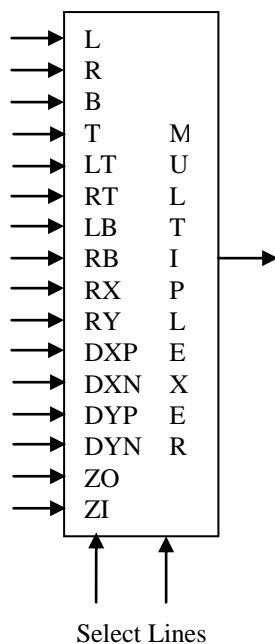 L
R
B
T M
LT U
RT L
LB T
RB I
RX P
RY L
DXP E
DXN X
DYP E
DYN R
ZO
ZI
Select Lines